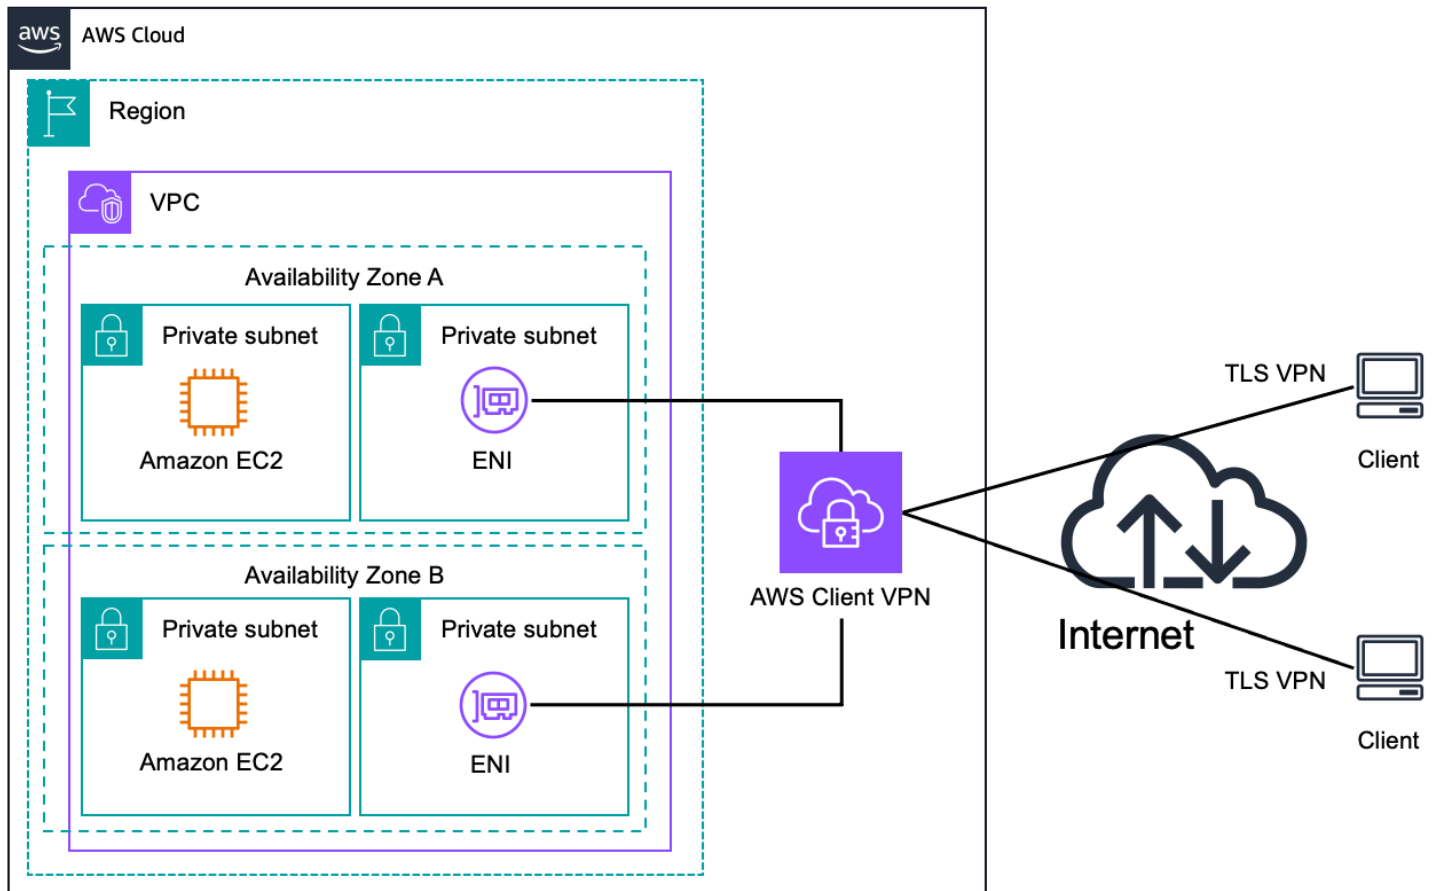 aws
AWS Cloud
Region
VPC
Availability Zone A
Private subnet
Private subnet
Amazon EC2
ENI
Availability Zone B
Private subnet
Private subnet
Amazon EC2
ENI
AWS Client VPN
TLS VPN
Client
Internet
TLS VPN
Client